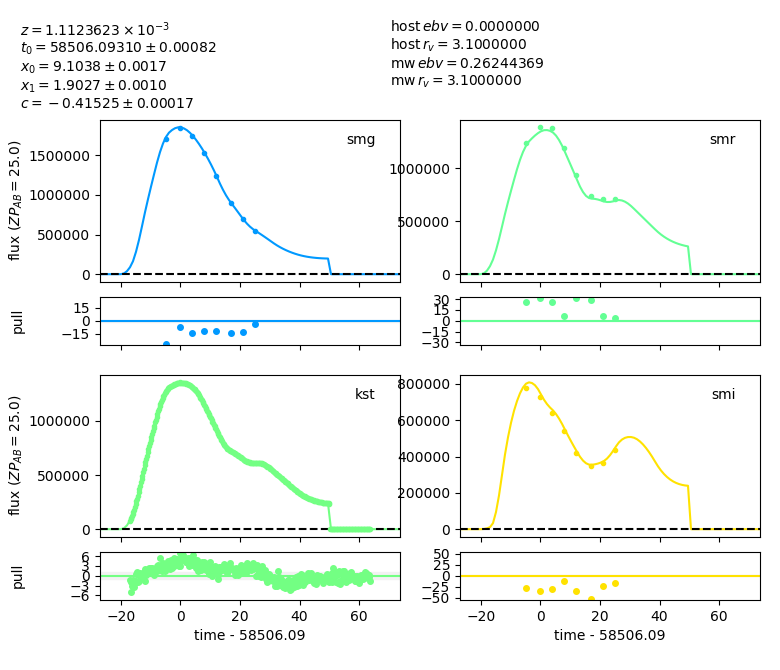 z = 1.1123623 × 10⁻³
t₀ = 58506.09310 ± 0.00082
x₀ = 9.1038 ± 0.0017
x₁ = 1.9027 ± 0.0010
c = −0.41525 ± 0.00017
host ebv = 0.0000000
host r_v = 3.1000000
mw ebv = 0.26244369
mw r_v = 3.1000000
smg
flux (ZP_AB = 25.0)
1500000
1000000
500000
0
smr
1000000
500000
0
pull
15
0
−15
30
15
0
−15
−30
kst
flux (ZP_AB = 25.0)
1000000
500000
0
smi
800000
600000
400000
200000
0
pull
6
3
0
−3
−6
50
25
0
−25
−50
−20 0 20 40 60
−20 0 20 40 60
time - 58506.09
time - 58506.09